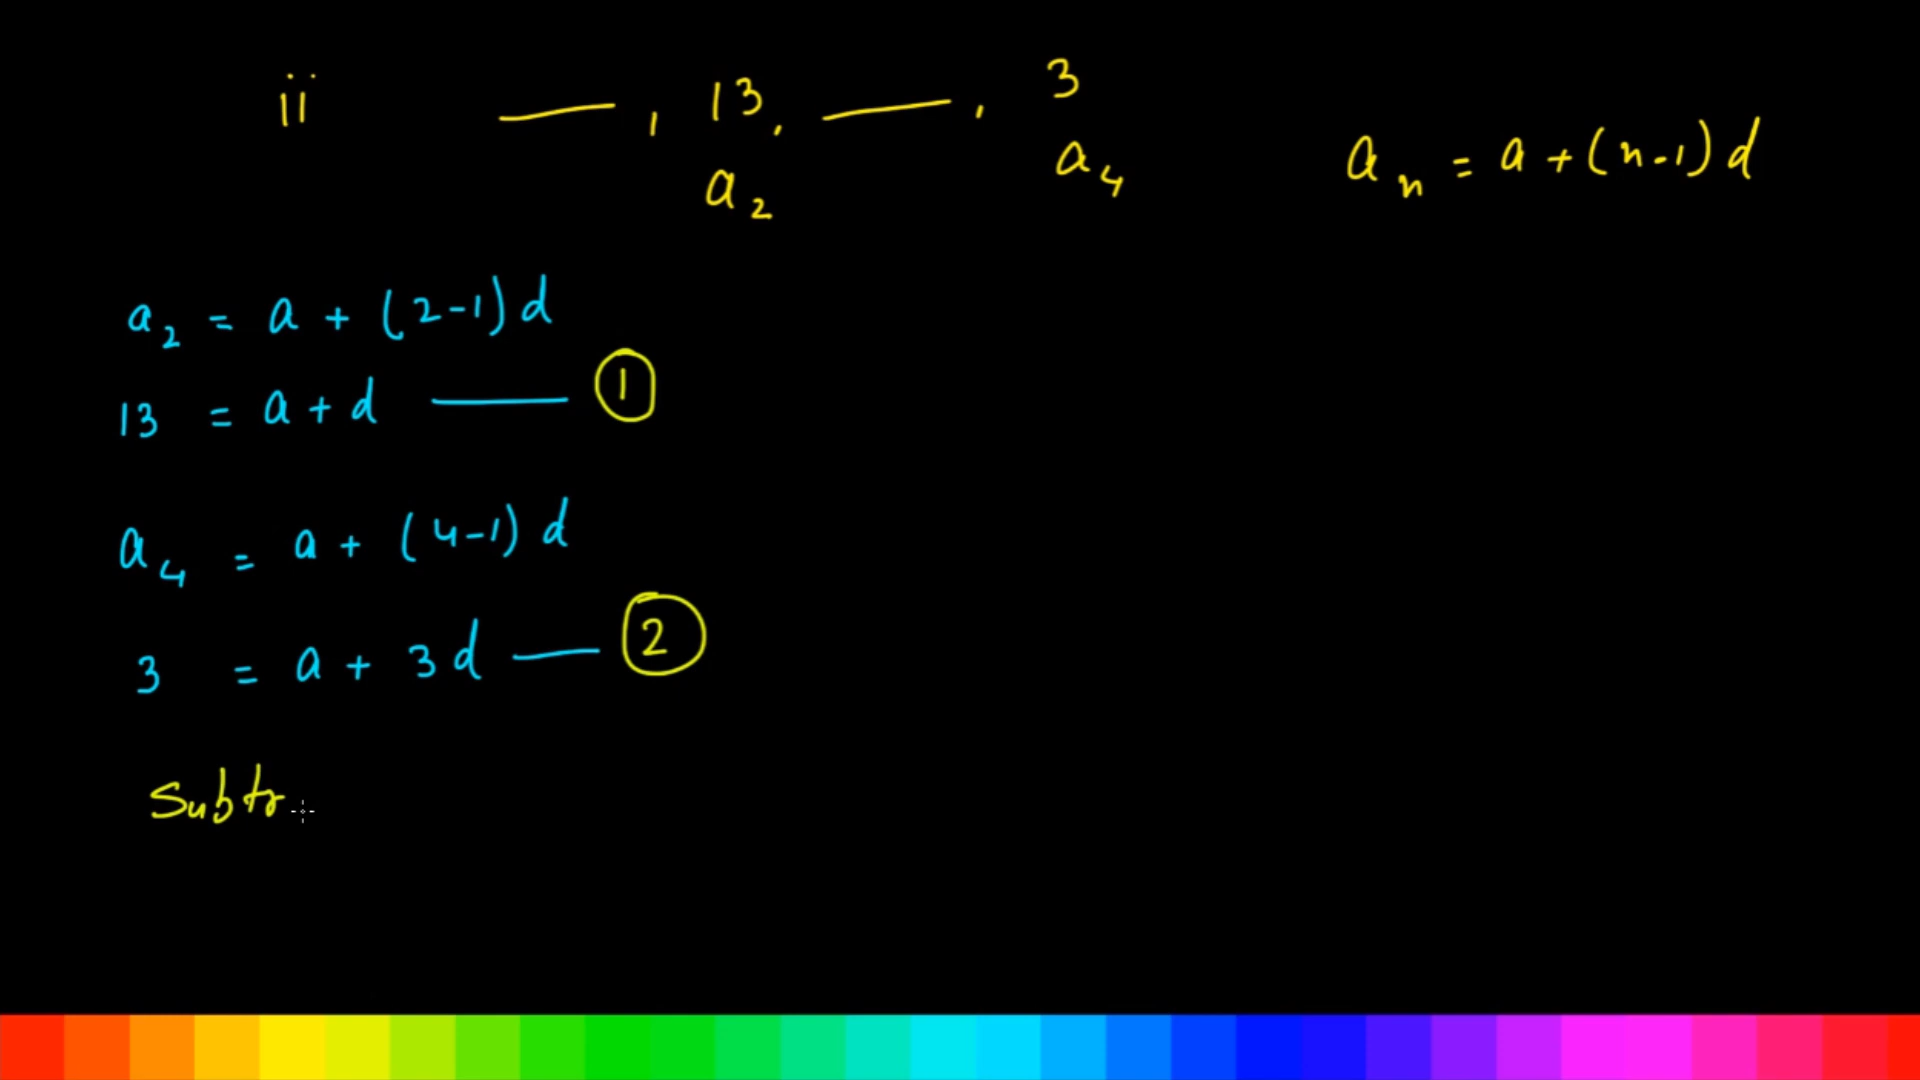 ii ___, 13, ___, 3
a₂ a₄
aₙ = a + (n-1) d
a₂ = a + (2-1) d
13 = a + d —— 1
a₄ = a + (4-1) d
3 = a + 3 d — 2
Subtr